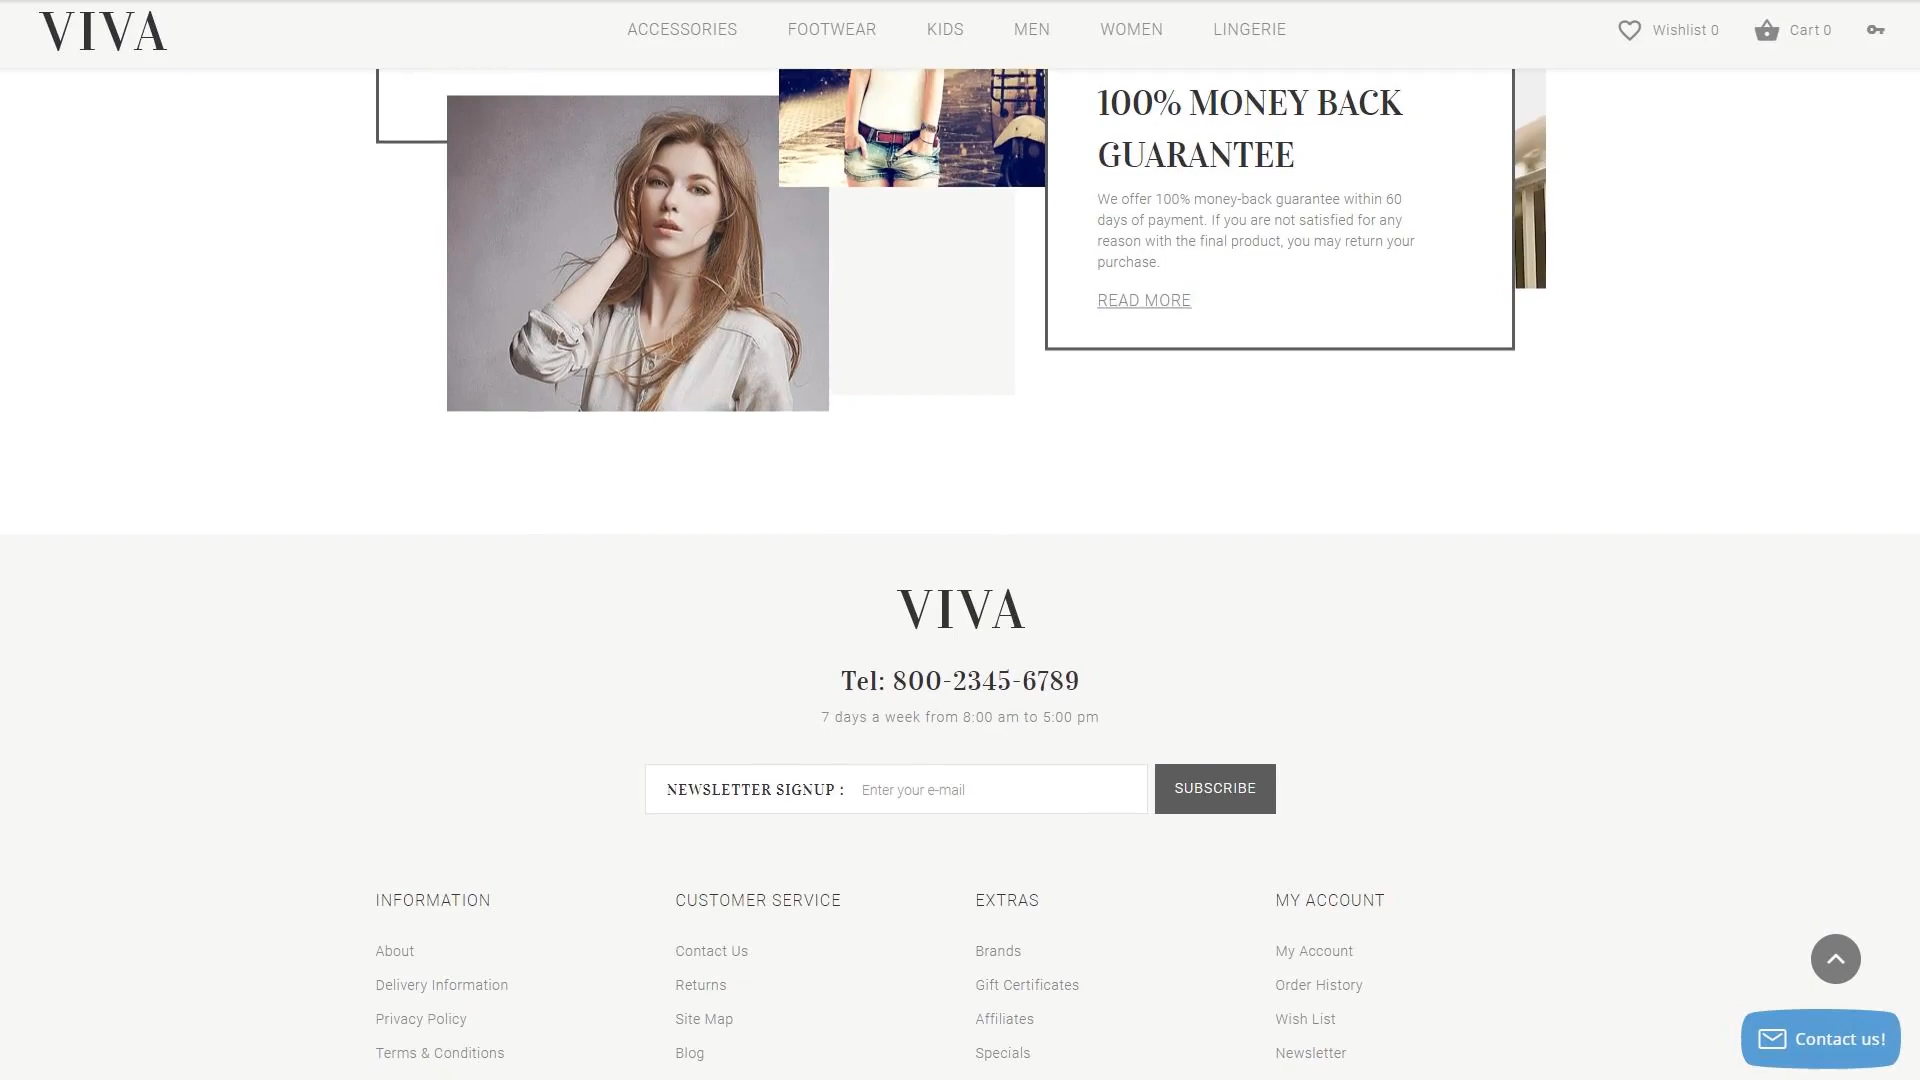 VIVA
ACCESSORIES
FOOTWEAR
KIDS
MEN
WOMEN
LINGERIE
Wishlist 0
Cart 0
100% MONEY BACK
GUARANTEE
We offer 100% money-back guarantee within 60
days of payment. If you are not satisfied for any
reason with the final product, you may return your
purchase.
READ MORE
VIVA
Tel: 800-2345-6789
7 days a week from 8:00 am to 5:00 pm
NEWSLETTER SIGNUP :
Enter your e-mail
SUBSCRIBE
INFORMATION
About
Delivery Information
Privacy Policy
Terms & Conditions
CUSTOMER SERVICE
Contact Us
Returns
Site Map
Blog
EXTRAS
Brands
Gift Certificates
Affiliates
Specials
MY ACCOUNT
My Account
Order History
Wish List
Newsletter
Contact us!